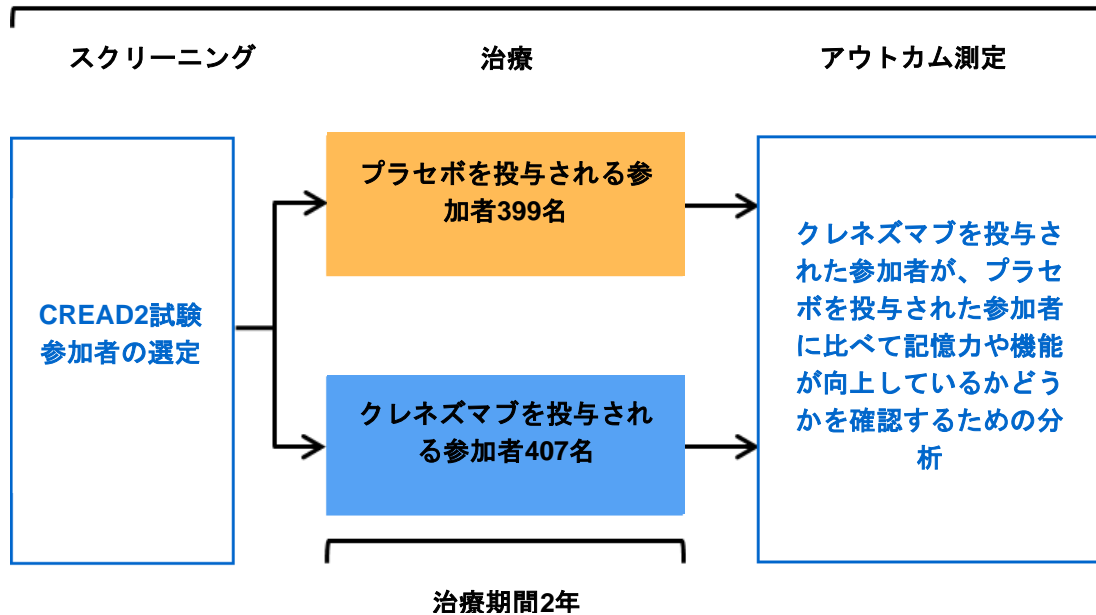 スクリーニング
治療
アウトカム測定
CREAD2試験
参加者の選定
プラセボを投与される参
加者399名
クレネズマブを投与され
る参加者407名
クレネズマブを投与さ
れた参加者が、プラセ
ボを投与された参加者
に比べて記憶力や機能
が向上しているかどう
かを確認するための分
析
治療期間2年